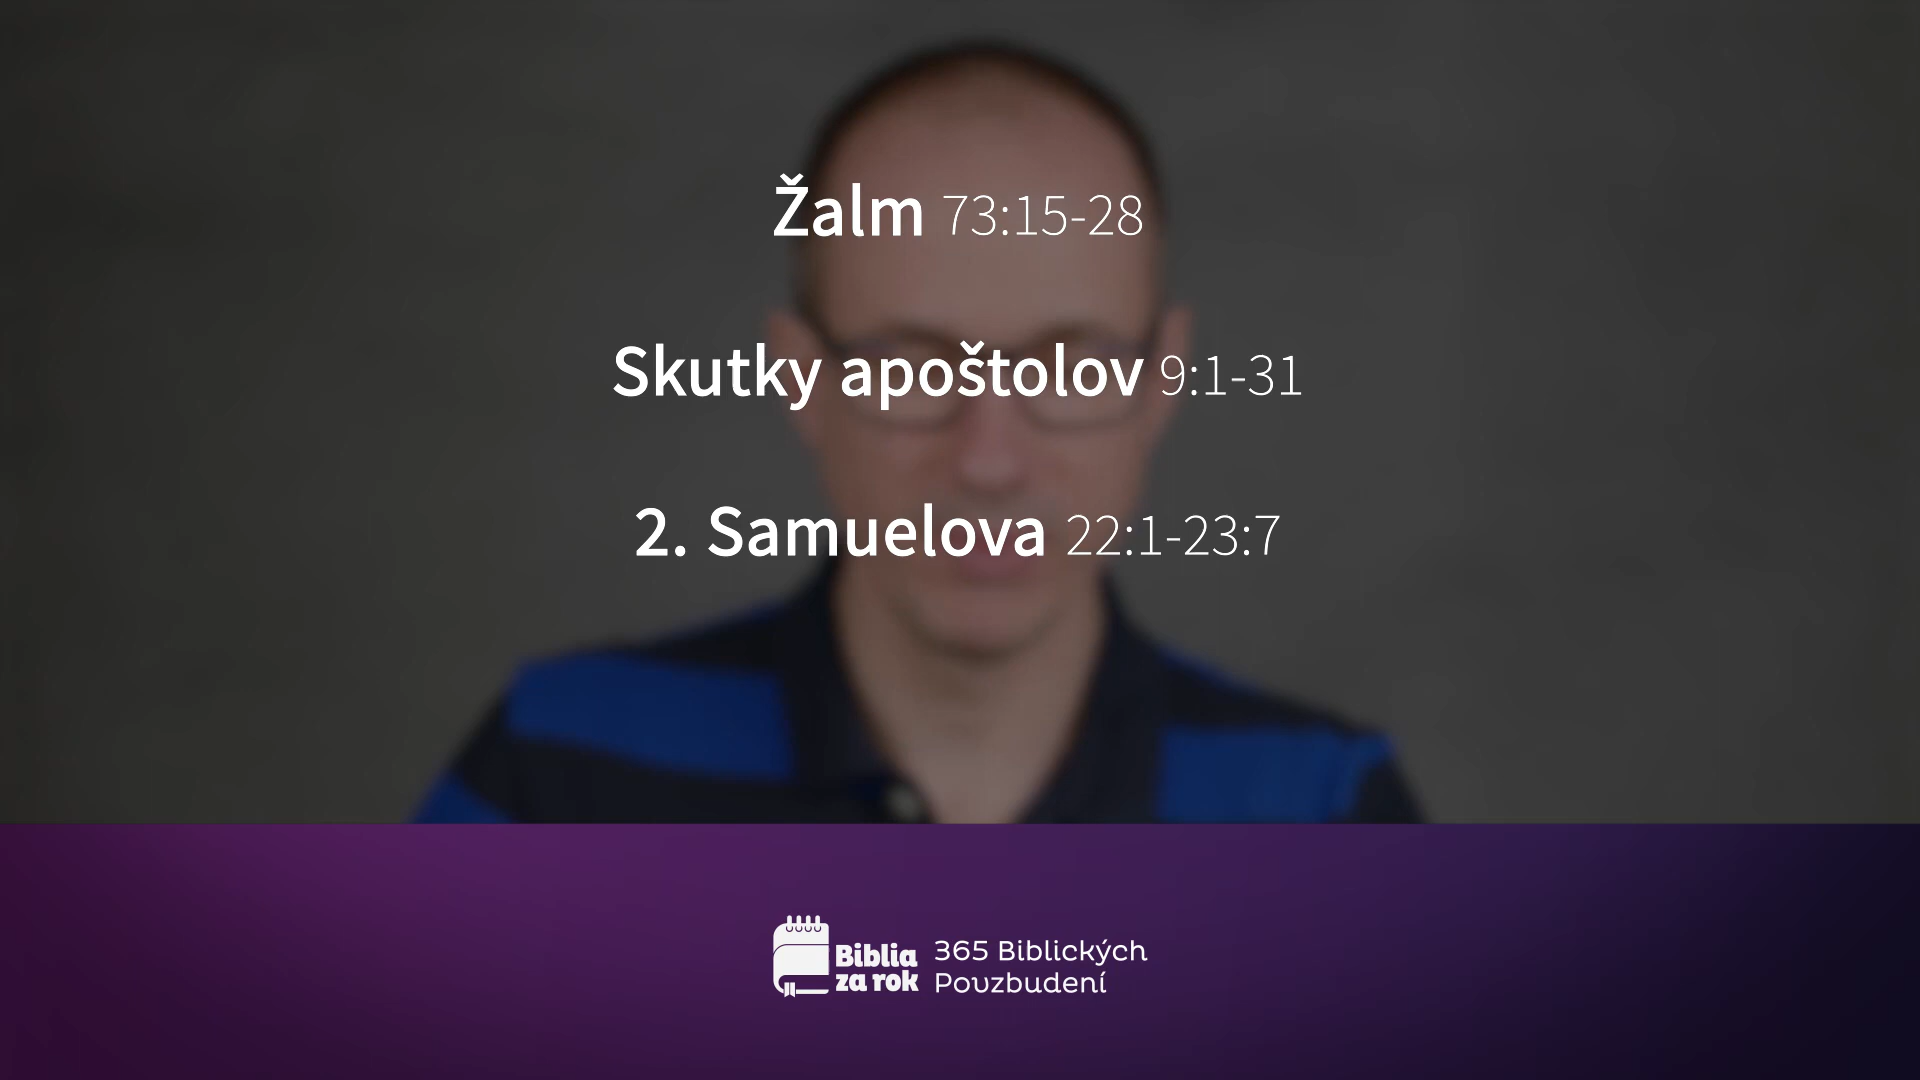 Žalm 73:15-28
Skutky apoštolov 9:1-31
2. Samuelova 22:1-23:7
Biblia
za rok
365 Biblických
Povzbudení